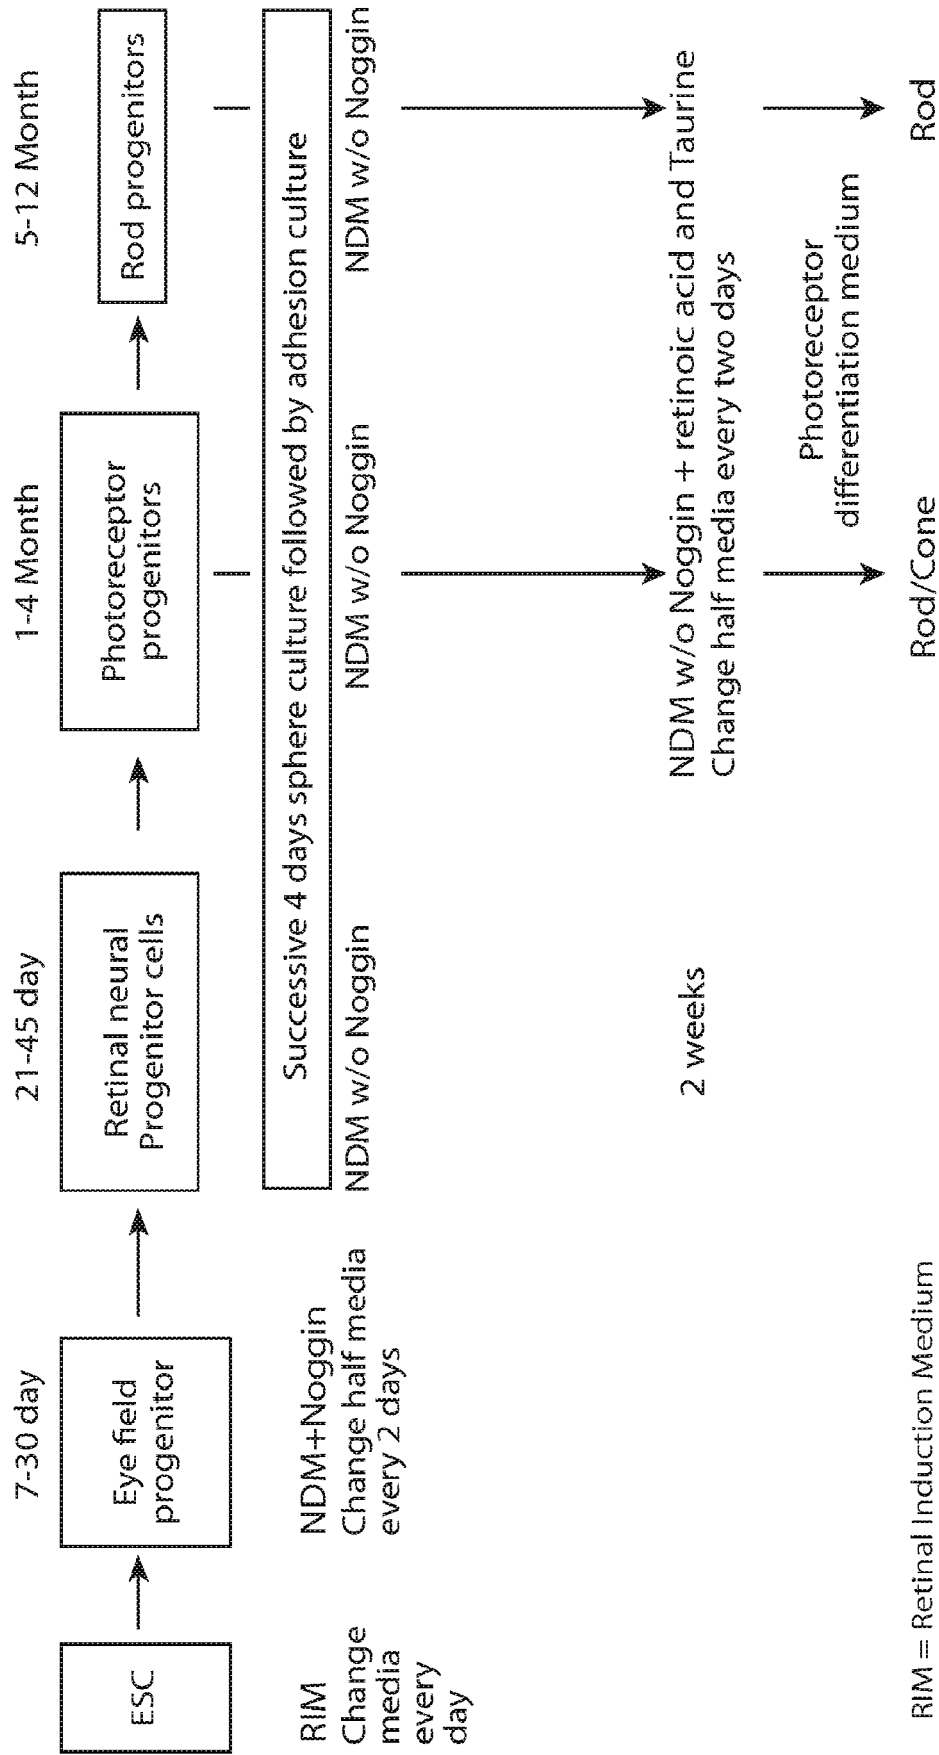 7-30 day
21-45 day
1-4 Month
5-12 Month
ESC
Eye field
progenitor
Retinal neural
Progenitor cells
Photoreceptor
progenitors
Rod progenitors
Successive 4 days sphere culture followed by adhesion culture
RIM
Change
media
every
day
NDM+Noggin
Change half media
every 2 days
NDM w/o Noggin
NDM w/o Noggin
NDM w/o Noggin
2 weeks
NDM w/o Noggin + retinoic acid and Taurine
Change half media every two days
Photoreceptor
differentiation medium
Rod/Cone
Rod
RIM = Retinal Induction Medium